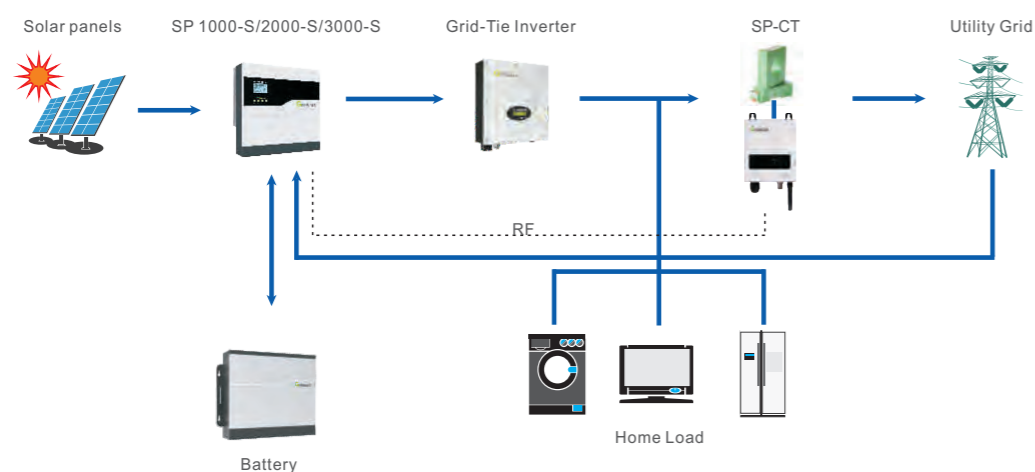 Solar panels
SP 1000-S/2000-S/3000-S
Grid-Tie Inverter
SP-CT
Utility Grid
RF
Home Load
Battery